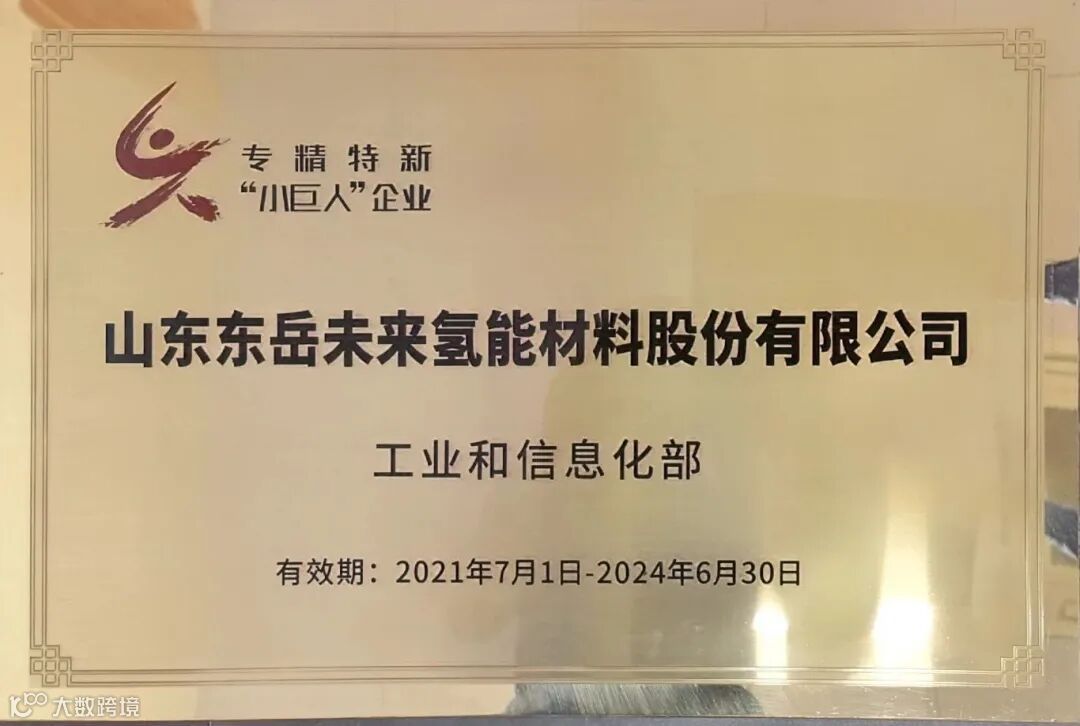 专精特新
“小巨人”企业
山东东岳未来氢能材料股份有限公司
工业和信息化部
有效期：2021年7月1日-2024年6月30日
大数跨境